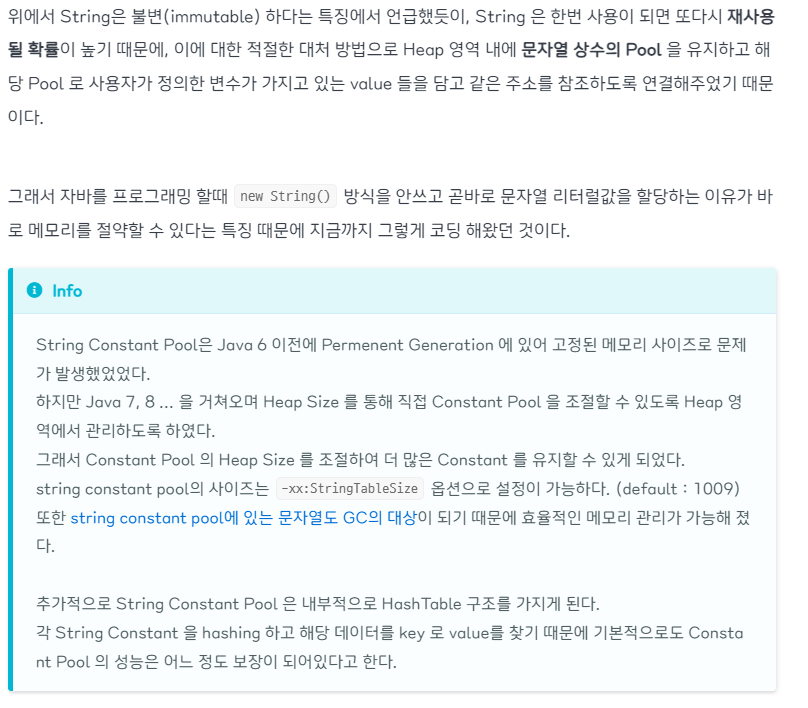 위에서 String은 불변(immutable) 하다는 특징에서 언급했듯이, String 은 한번 사용이 되면 또다시 재사용
될 확률이 높기 때문에, 이에 대한 적절한 대처 방법으로 Heap 영역 내에 문자열 상수의 Pool 을 유지하고 해
당 Pool 로 사용자가 정의한 변수가 가지고 있는 value 들을 담고 같은 주소를 참조하도록 연결해주었기 때문
이다.
그래서 자바를 프로그래밍 할때 new String() 방식을 안쓰고 곧바로 문자열 리터럴값을 할당하는 이유가 바
로 메모리를 절약할 수 있다는 특징 때문에 지금까지 그렇게 코딩 해왔던 것이다.
Info
String Constant Pool은 Java 6 이전에 Permenent Generation 에 있어 고정된 메모리 사이즈로 문제
가 발생했었었다.
하지만 Java 7, 8 ... 을 거쳐오며 Heap Size 를 통해 직접 Constant Pool 을 조절할 수 있도록 Heap 영
역에서 관리하도록 하였다.
그래서 Constant Pool 의 Heap Size 를 조절하여 더 많은 Constant 를 유지할 수 있게 되었다.
string constant pool의 사이즈는 -xx:StringTableSize 옵션으로 설정이 가능하다. (default : 1009)
또한 string constant pool에 있는 문자열도 GC의 대상이 되기 때문에 효율적인 메모리 관리가 가능해 졌
다.
추가적으로 String Constant Pool 은 내부적으로 HashTable 구조를 가지게 된다.
각 String Constant 을 hashing 하고 해당 데이터를 key 로 value를 찾기 때문에 기본적으로도 Consta
nt Pool 의 성능은 어느 정도 보장이 되어있다고 한다.